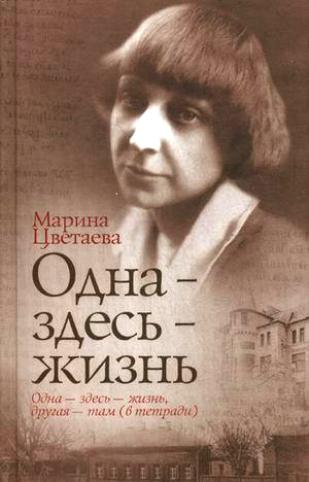 Марина
Цветаева
Одна –
здесь –
жизнь
Одна — здесь — жизнь,
другая — там (в тетради)